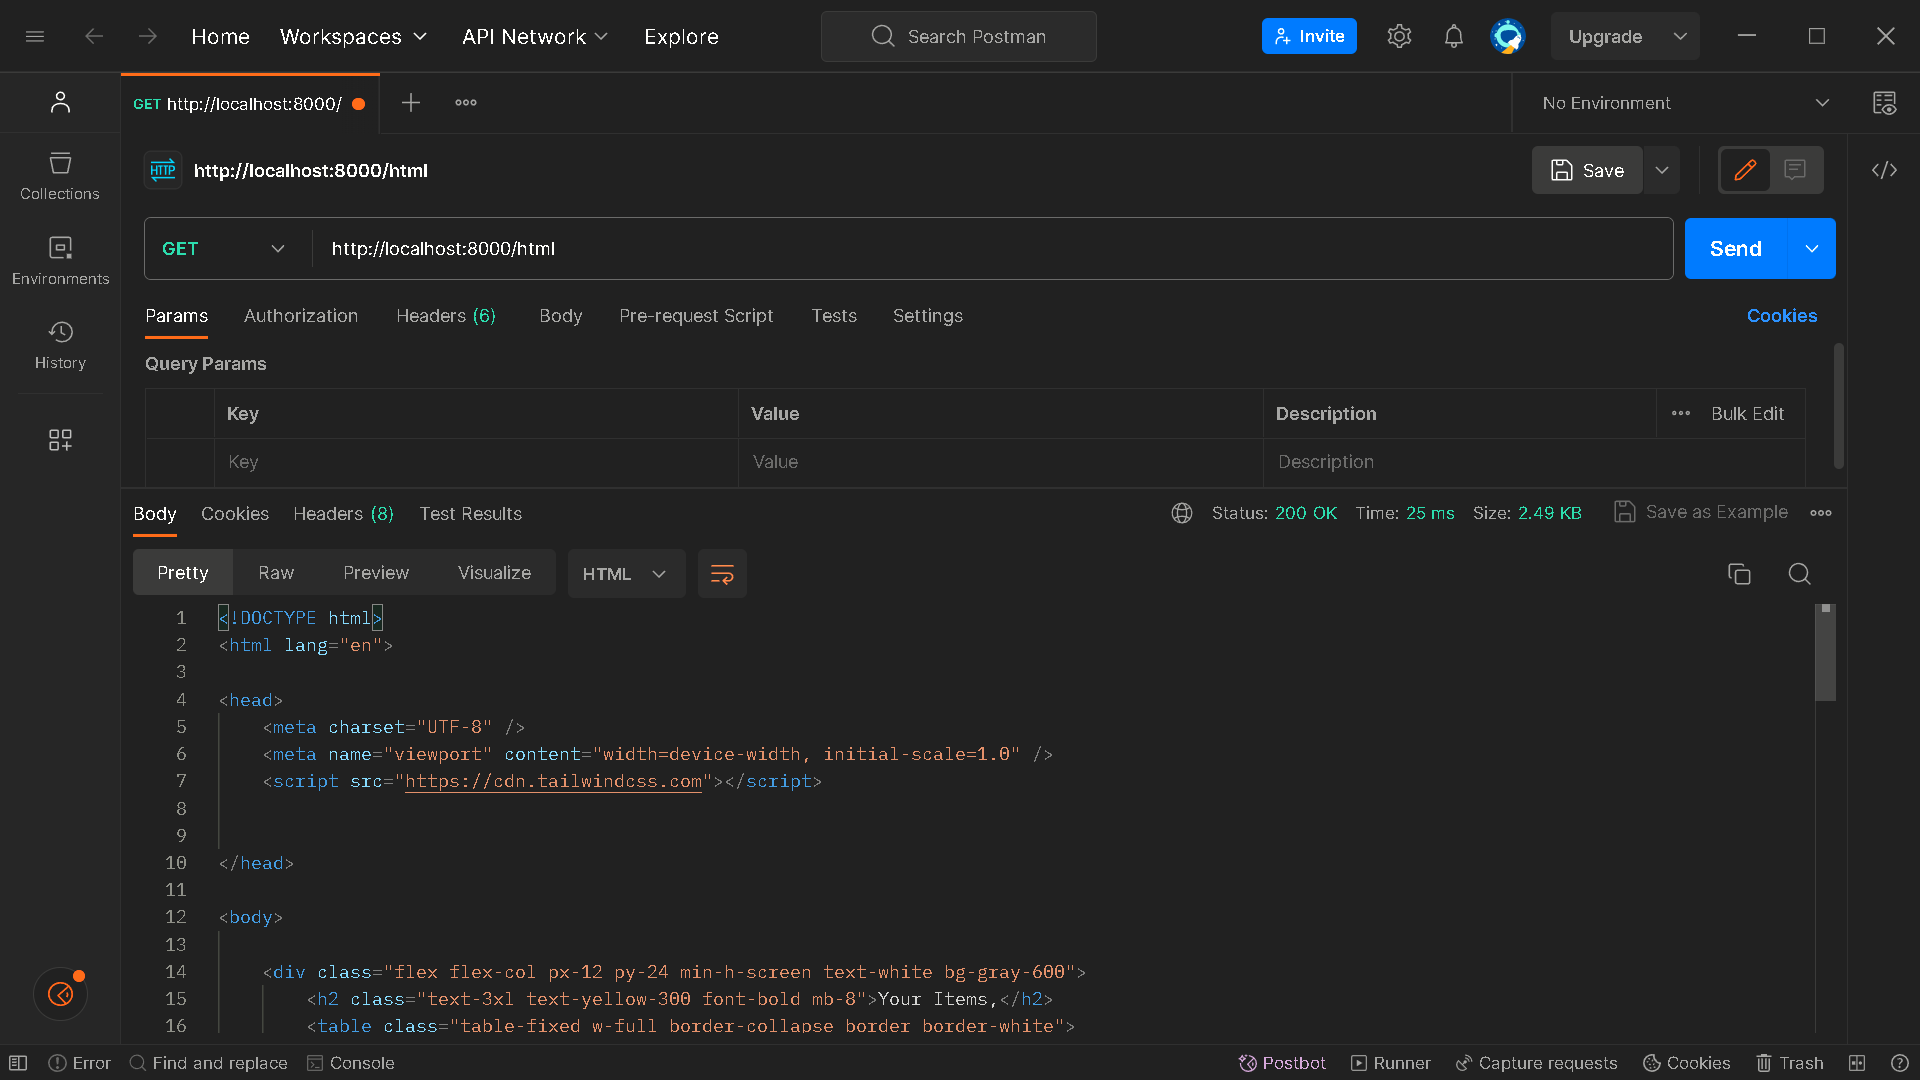 Home Workspaces API Network Explore Search Postman Invite Upgrade
GET http://localhost:8000/ No Environment
HTTP http://localhost:8000/html Save
Collections
GET http://localhost:8000/html Send
Environments
Params Authorization Headers (6) Body Pre-request Script Tests Settings Cookies
History
Query Params
Key Value Description Bulk Edit
Key Value Description
Body Cookies Headers (8) Test Results Status: 200 OK Time: 25 ms Size: 2.49 KB Save as Example
Pretty Raw Preview Visualize HTML
1 <!DOCTYPE html>
2 <html lang="en">
3
4 <head>
5 <meta charset="UTF-8" />
6 <meta name="viewport" content="width=device-width, initial-scale=1.0" />
7 <script src="https://cdn.tailwindcss.com"></script>
8
9
10 </head>
11
12 <body>
13
14 <div class="flex flex-col px-12 py-24 min-h-screen text-white bg-gray-600">
15 <h2 class="text-3xl text-yellow-300 font-bold mb-8">Your Items,</h2>
16 <table class="table-fixed w-full border-collapse border border-white">
Error Find and replace Console Postbot Runner Capture requests Cookies Trash